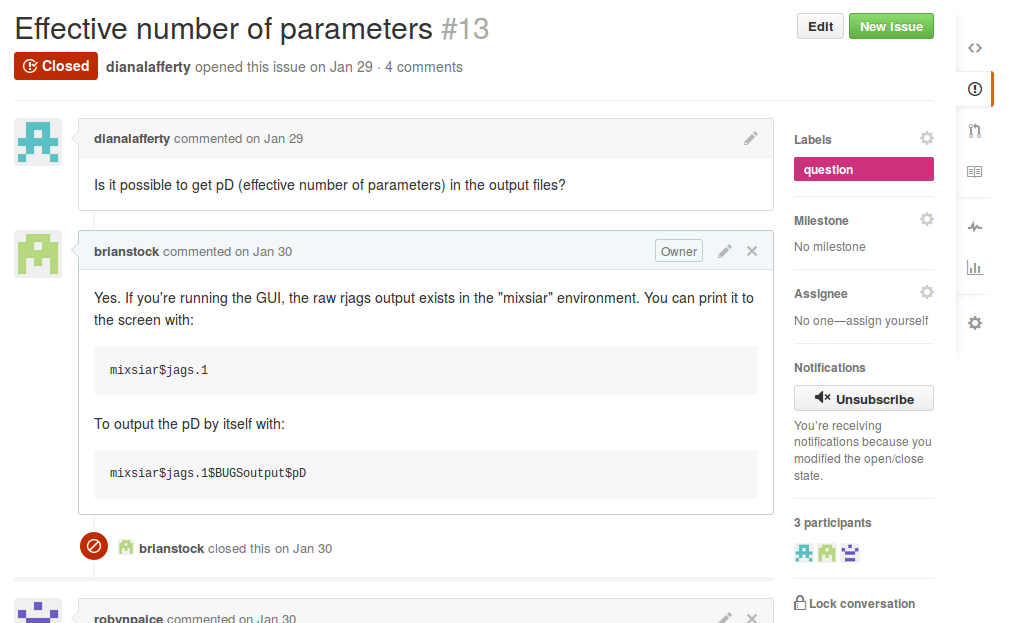 Effective number of parameters #13
Edit
New issue
Closed
dianalafferty opened this issue on Jan 29 · 4 comments
dianalafferty commented on Jan 29
Is it possible to get pD (effective number of parameters) in the output files?
brianstock commented on Jan 30
Owner
Yes. If you're running the GUI, the raw rjags output exists in the "mixsiar" environment. You can print it to
the screen with:
mixsiar$jags.1
To output the pD by itself with:
mixsiar$jags.1$BUGSoutput$pD
brianstock closed this on Jan 30
robynpalce commented on Jan 30
Labels
question
Milestone
No milestone
Assignee
No one—assign yourself
Notifications
Unsubscribe
You're receiving
notifications because you
modified the open/close
state.
3 participants
Lock conversation